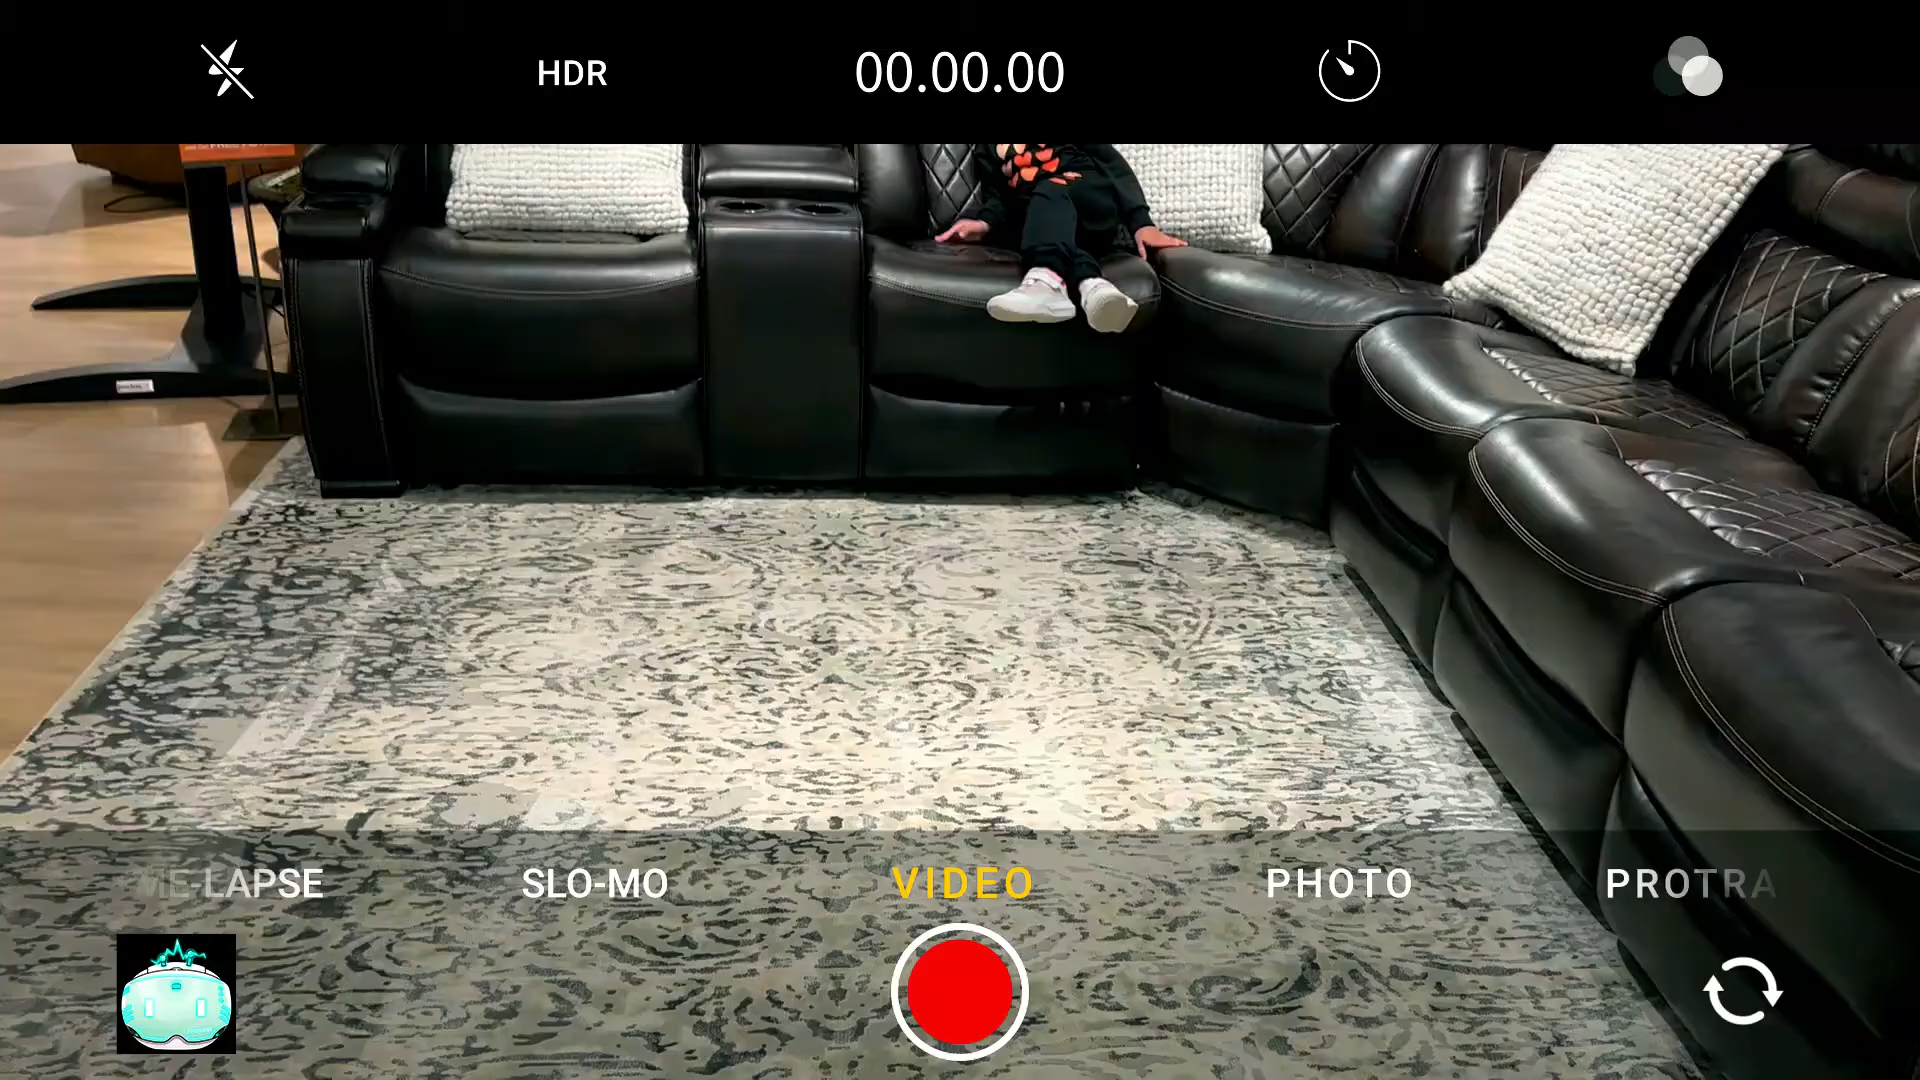 HDR
00.00.00
ME-LAPSE
SLO-MO
VIDEO
PHOTO
PROTRA